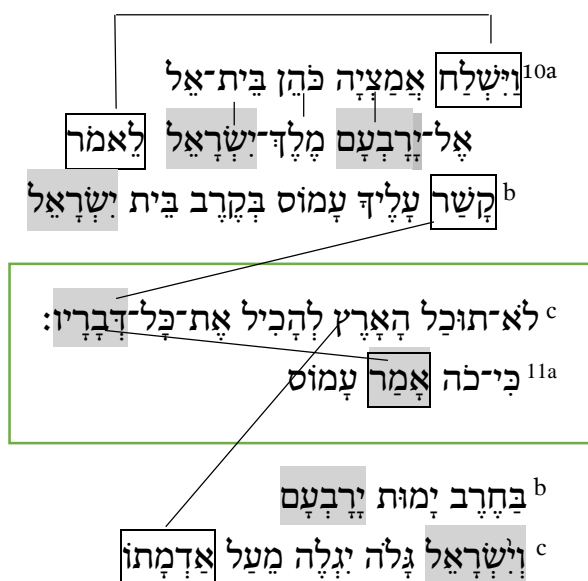 10a וַיִּשְׁלַח אֲמַצְיָה כֹּהֵן בֵּית־אֵל
אֶל־יָרָבְעָם מֶלֶךְ־יִשְׂרָאֵל לֵאמֹר
b קָשַׁר עָלֶיךָ עָמוֹס בְּקֶרֶב בֵּית יִשְׂרָאֵל
c לֹא־תוּכַל הָאָרֶץ לְהָכִיל אֶת־כָּל־דְּבָרָיו׃
11a כִּי־כֹה אָמַר עָמוֹס
b בַּחֶרֶב יָמוּת יָרָבְעָם
c וְיִ֨שְׂרָאֵל גָּלֹה יִגְלֶה מֵעַל אַדְמָתוֹ